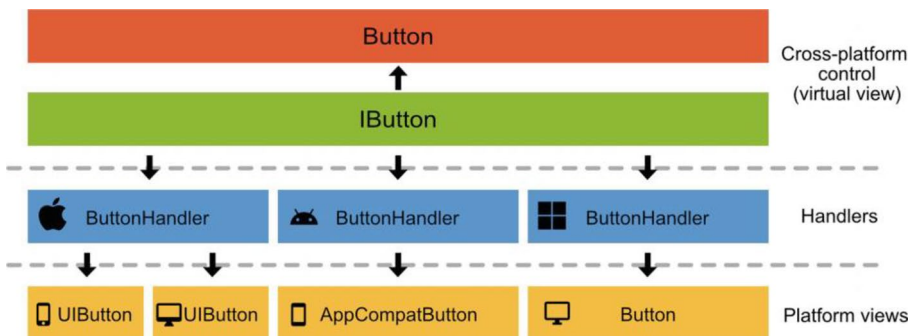 Button
Cross-platform
control
(virtual view)
IButton
ButtonHandler
ButtonHandler
ButtonHandler
Handlers
UIButton
UIButton
AppCompatButton
Button
Platform views